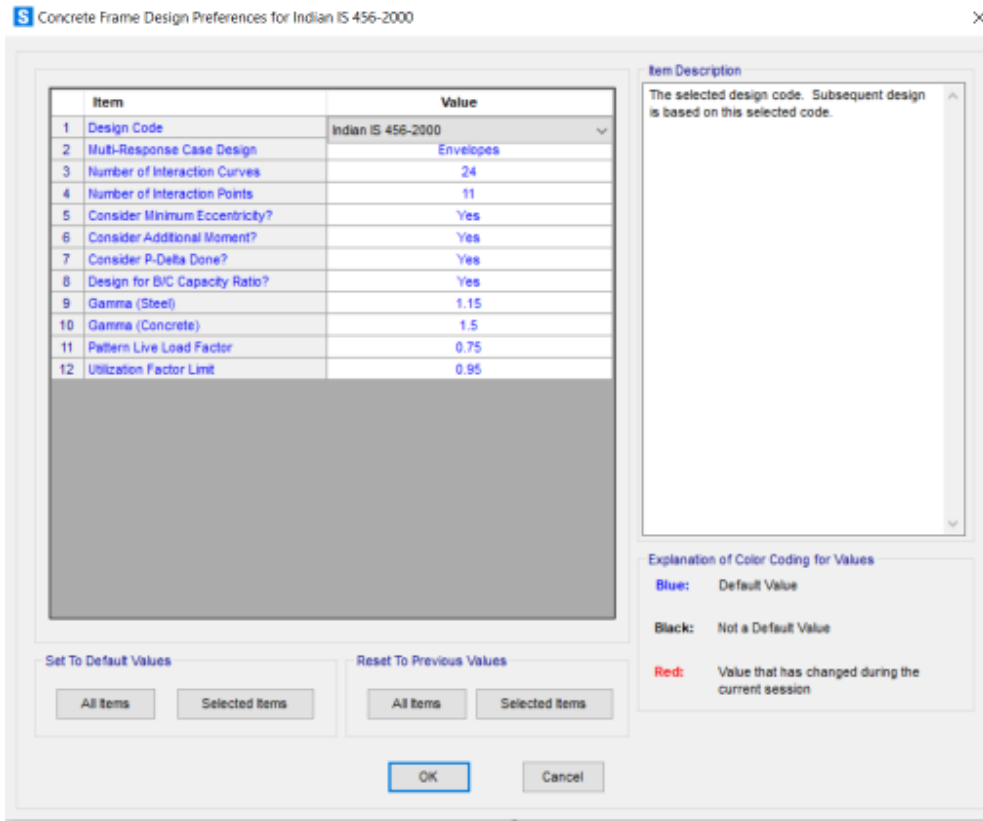 S Concrete Frame Design Preferences for Indian IS 456-2000
Item Value
1 Design Code Indian IS 456-2000
2 Multi-Response Case Design Envelopes
3 Number of Interaction Curves 24
4 Number of Interaction Points 11
5 Consider Minimum Eccentricity? Yes
6 Consider Additional Moment? Yes
7 Consider P-Delta Done? Yes
8 Design for B/C Capacity Ratio? Yes
9 Gamma (Steel) 1.15
10 Gamma (Concrete) 1.5
11 Pattern Live Load Factor 0.75
12 Utilization Factor Limit 0.95
Item Description
The selected design code. Subsequent design
is based on this selected code.
Explanation of Color Coding for Values
Blue: Default Value
Black: Not a Default Value
Red: Value that has changed during the
current session
Set To Default Values
All Items Selected Items
Reset To Previous Values
All Items Selected Items
OK Cancel